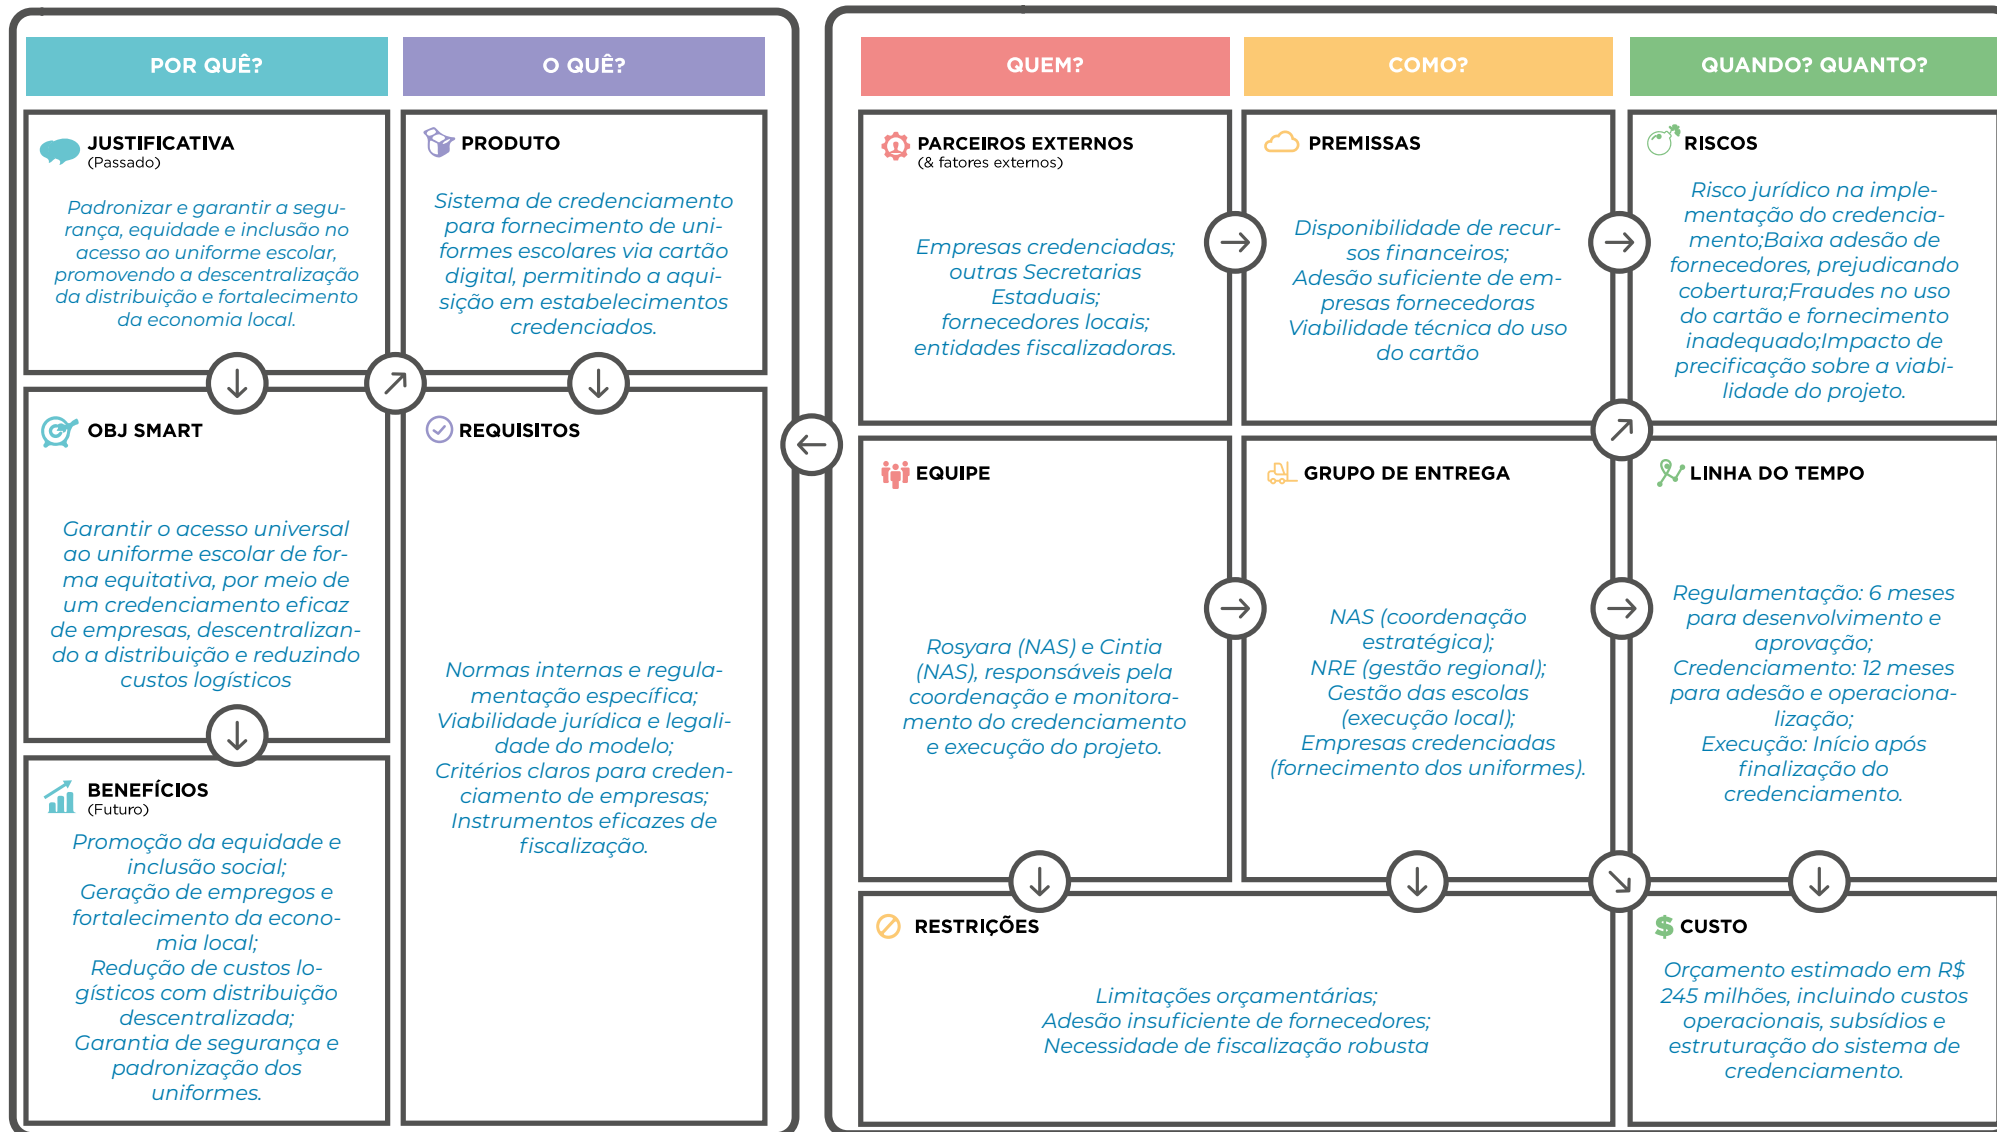 POR QUÊ?
JUSTIFICATIVA
(Passado)
Padronizar e garantir a segu-
rança, equidade e inclusão no
acesso ao uniforme escolar,
promovendo a descentralização
da distribuição e fortalecimento
da economia local.
OBJ SMART
Garantir o acesso universal
ao uniforme escolar de for-
ma equitativa, por meio de
um credenciamento eficaz
de empresas, descentralizan-
do a distribuição e reduzindo
custos logísticos
BENEFÍCIOS
(Futuro)
Promoção da equidade e
inclusão social;
Geração de empregos e
fortalecimento da econo-
mia local;
Redução de custos lo-
gísticos com distribuição
descentralizada;
Garantia de segurança e
padronização dos
uniformes.
O QUÊ?
PRODUTO
Sistema de credenciamento
para fornecimento de uni-
formes escolares via cartão
digital, permitindo a aqui-
sição em estabelecimentos
credenciados.
REQUISITOS
Normas internas e regula-
mentação específica;
Viabilidade jurídica e legali-
dade do modelo;
Critérios claros para creden-
ciamento de empresas;
Instrumentos eficazes de
fiscalização.
QUEM?
PARCEIROS EXTERNOS
(& fatores externos)
Empresas credenciadas;
outras Secretarias
Estaduais;
fornecedores locais;
entidades fiscalizadoras.
EQUIPE
Rosyara (NAS) e Cintia
(NAS), responsáveis pela
coordenação e monitora-
mento do credenciamento
e execução do projeto.
COMO?
PREMISSAS
Disponibilidade de recur-
sos financeiros;
Adesão suficiente de em-
presas fornecedoras
Viabilidade técnica do uso
do cartão
GRUPO DE ENTREGA
NAS (coordenação
estratégica);
NRE (gestão regional);
Gestão das escolas
(execução local);
Empresas credenciadas
(fornecimento dos uniformes).
RESTRIÇÕES
Limitações orçamentárias;
Adesão insuficiente de fornecedores;
Necessidade de fiscalização robusta
QUANDO? QUANTO?
RISCOS
Risco jurídico na imple-
mentação do credencia-
mento;Baixa adesão de
fornecedores, prejudicando
cobertura;Fraudes no uso
do cartão e fornecimento
inadequado;Impacto de
precificação sobre a viabi-
lidade do projeto.
LINHA DO TEMPO
Regulamentação: 6 meses
para desenvolvimento e
aprovação;
Credenciamento: 12 meses
para adesão e operaciona-
lização;
Execução: Início após
finalização do
credenciamento.
CUSTO
Orçamento estimado em R$
245 milhões, incluindo custos
operacionais, subsídios e
estruturação do sistema de
credenciamento.